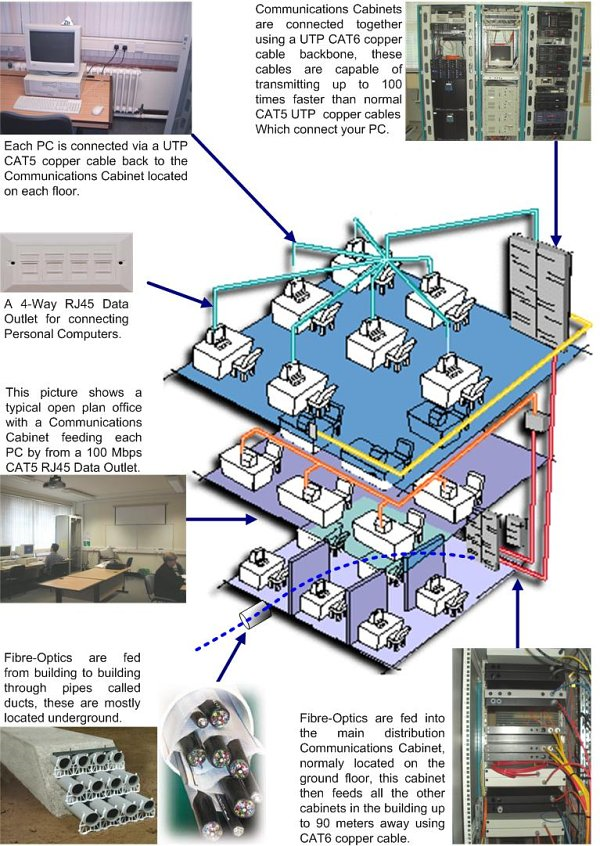 Communications Cabinets
are connected together
using a UTP CAT6 copper
cable backbone, these
cables are capable of
transmitting up to 100
times faster than normal
CAT5 UTP copper cables
Which connect your PC.
Each PC is connected via a UTP
CAT5 copper cable back to the
Communications Cabinet located
on each floor.
A 4-Way RJ45 Data
Outlet for connecting
Personal Computers.
This picture shows a
typical open plan office
with a Communications
Cabinet feeding each
PC by from a 100 Mbps
CAT5 RJ45 Data Outlet.
Fibre-Optics are fed
from building to building
through pipes called
ducts, these are mostly
located underground.
Fibre-Optics are fed into
the main distribution
Communications Cabinet,
normaly located on the
ground floor, this cabinet
then feeds all the other
cabinets in the building up
to 90 meters away using
CAT6 copper cable.